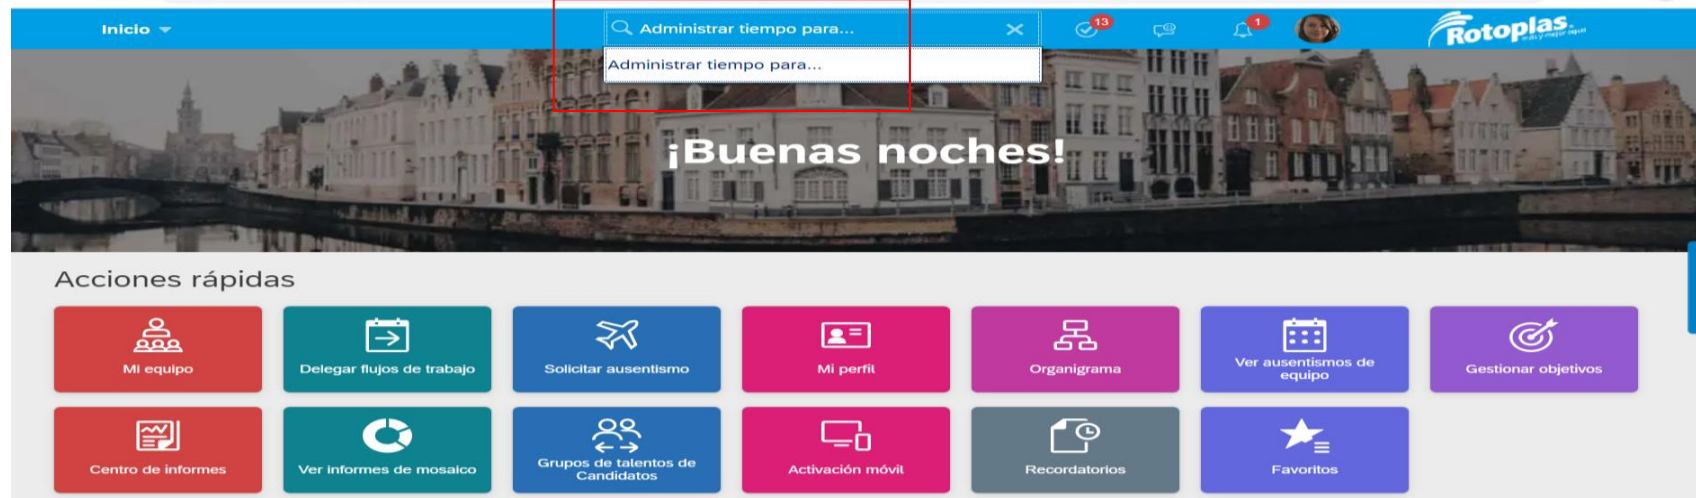 Inicio
Administrar tiempo para...
13
1
Rotoplas
Administrar tiempo para...
¡Buenas noches!
Acciones rápidas
Mi equipo
Delegar flujos de trabajo
Solicitar ausentismo
Mi perfil
Organigrama
Ver ausentismos de
equipo
Gestionar objetivos
Centro de informes
Ver informes de mosaico
Grupos de talentos de
Candidatos
Activación móvil
Recordatorios
Favoritos